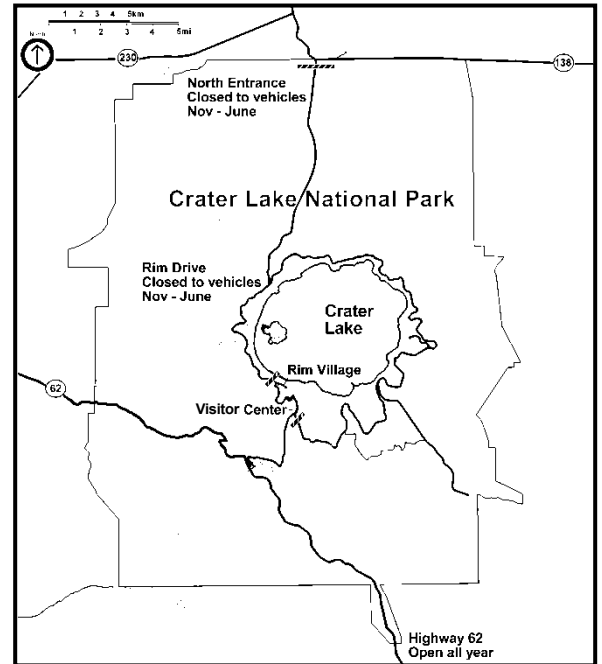 1 2 3 4 5km
1 2 3 4 5mi
North
230
138
North Entrance
Closed to vehicles
Nov - June
Crater Lake National Park
Rim Drive
Closed to vehicles
Nov - June
Crater
Lake
Rim Village
62
Visitor Center
Highway 62
Open all year